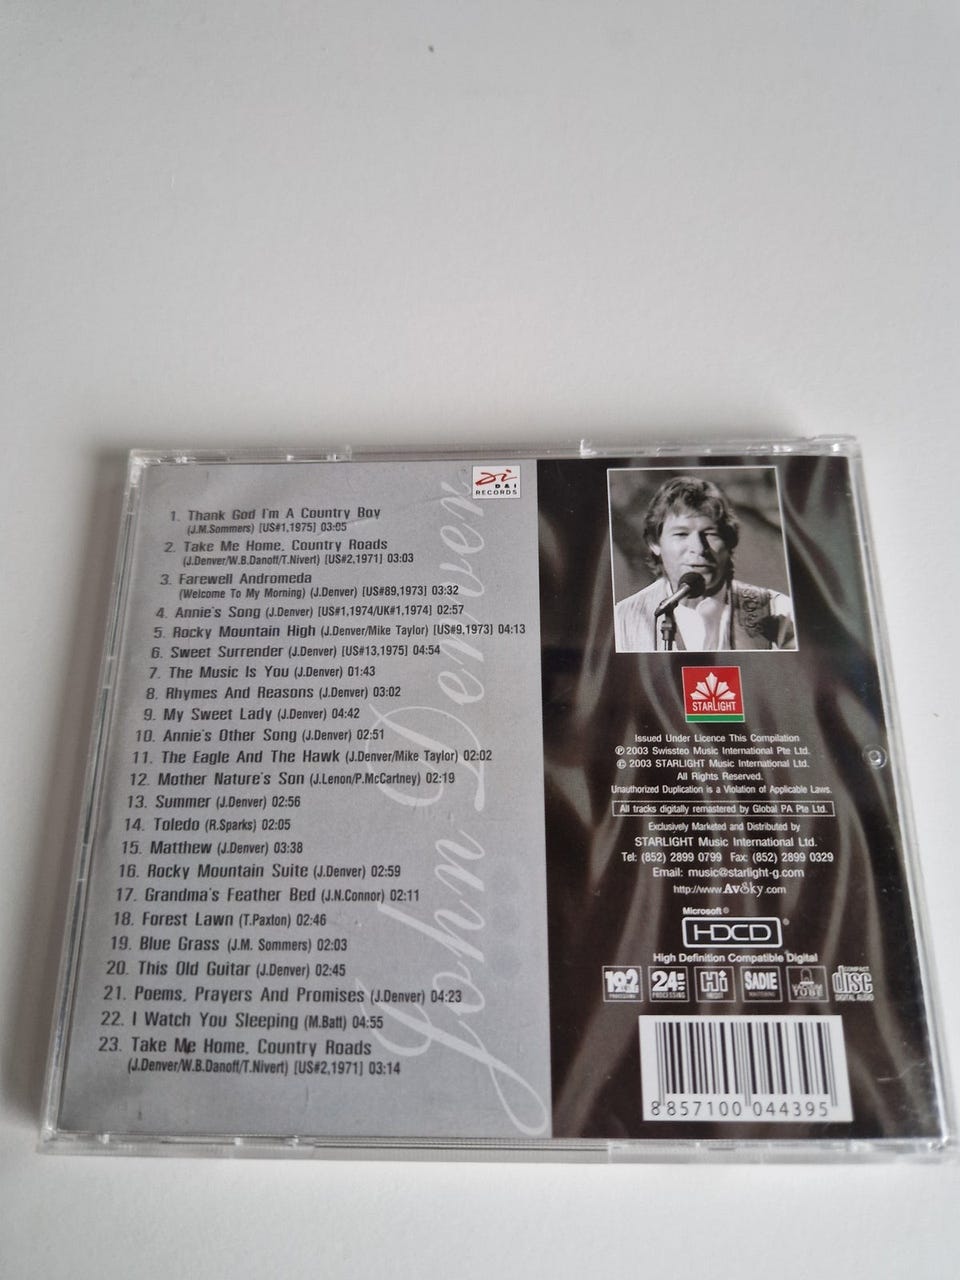 Di
D & I
RECORDS
John Denver
1. Thank God I'm A Country Boy
(J.M.Sommers) [US#1,1975] 03:05
2. Take Me Home, Country Roads
(J.Denver/W.B.Danoff/T.Nivert) [US#2,1971] 03:03
3. Farewell Andromeda
(Welcome To My Morning) (J.Denver) [US#89,1973] 03:32
4. Annie's Song (J.Denver) [US#1,1974/UK#1,1974] 02:57
5. Rocky Mountain High (J.Denver/Mike Taylor) [US#9,1973] 04:13
6. Sweet Surrender (J.Denver) [US#13,1975] 04:54
7. The Music Is You (J.Denver) 01:43
8. Rhymes And Reasons (J.Denver) 03:02
9. My Sweet Lady (J.Denver) 04:42
10. Annie's Other Song (J.Denver) 02:51
11. The Eagle And The Hawk (J.Denver/Mike Taylor) 02:02
12. Mother Nature's Son (J.Lenon/P.McCartney) 02:19
13. Summer (J.Denver) 02:56
14. Toledo (R.Sparks) 02:05
15. Matthew (J.Denver) 03:38
16. Rocky Mountain Suite (J.Denver) 02:59
17. Grandma's Feather Bed (J.N.Connor) 02:11
18. Forest Lawn (T.Paxton) 02:46
19. Blue Grass (J.M. Sommers) 02:03
20. This Old Guitar (J.Denver) 02:45
21. Poems, Prayers And Promises (J.Denver) 04:23
22. I Watch You Sleeping (M.Batt) 04:55
23. Take Me Home, Country Roads
(J.Denver/W.B.Danoff/T.Nivert) [US#2,1971] 03:14
STARLIGHT
Issued Under Licence This Compilation
℗ 2003 Swissteo Music International Pte Ltd.
© 2003 STARLIGHT Music International Ltd.
All Rights Reserved.
Unauthorized Duplication is a Violation of Applicable Laws.
All tracks digitally remastered by Global PA Pte Ltd.
Exclusively Marketed and Distributed by
STARLIGHT Music International Ltd.
Tel: (852) 2899 0799 Fax: (852) 2899 0329
Email: music@starlight-g.com
http://www.AvSky.com
Microsoft®
HDCD®
High Definition Compatible Digital
192
PROCESSING
24
PROCESSING
Hi
SADIE
MASTERING
TUBE
COMPACT
disc
DIGITAL AUDIO
8 857100 044395